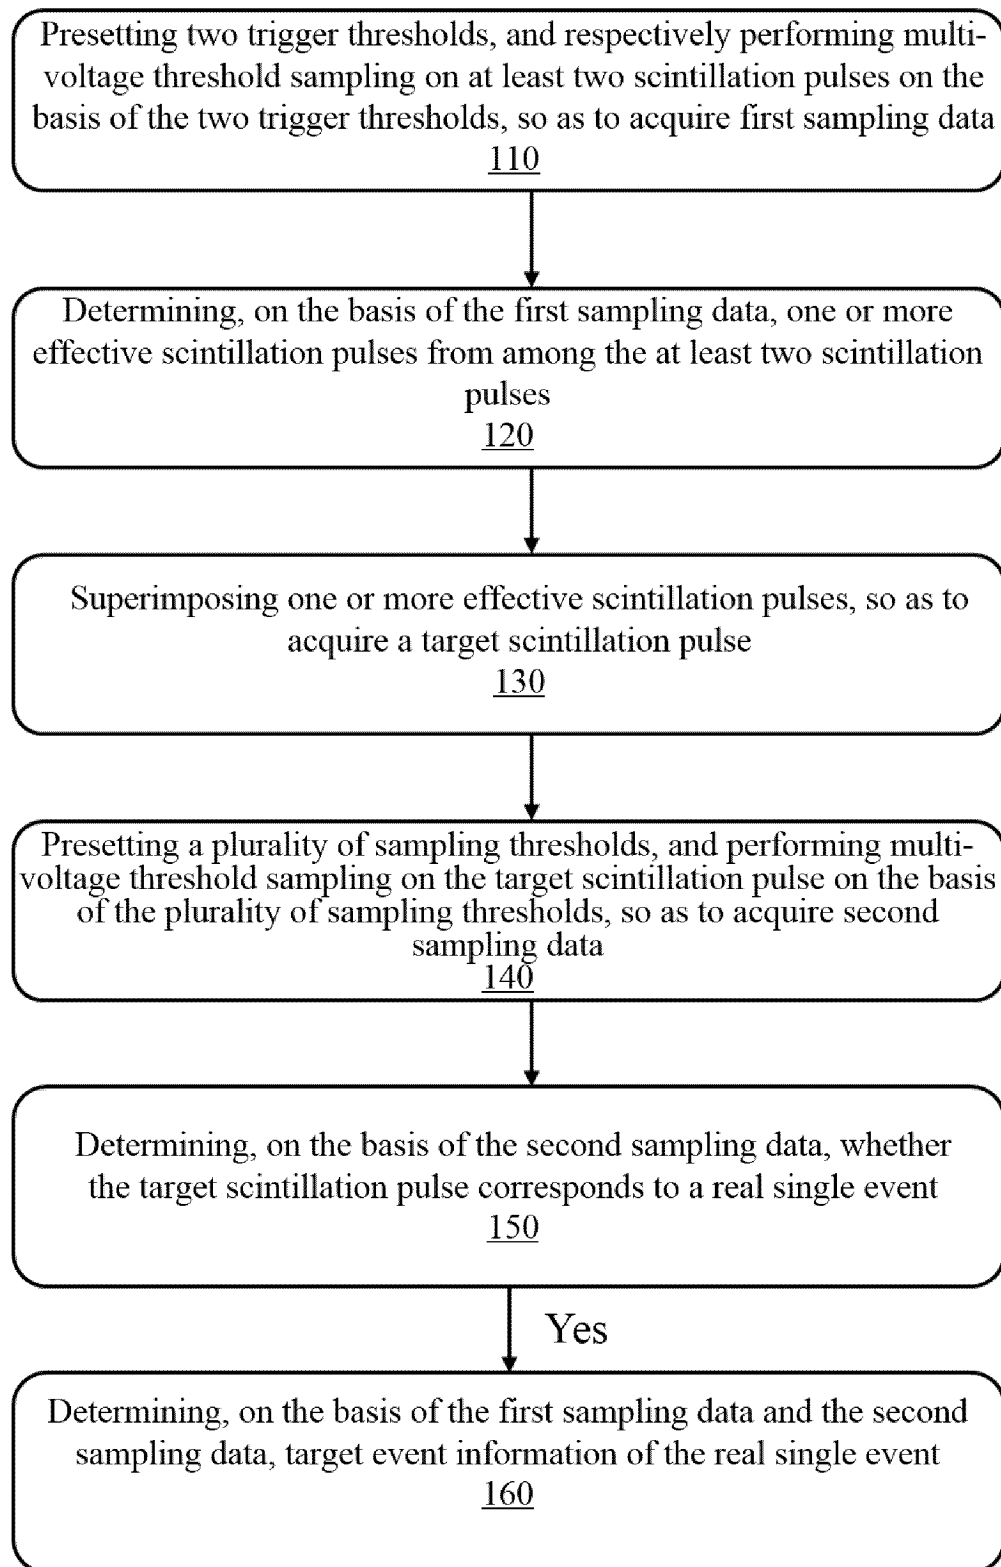 Presetting two trigger thresholds, and respectively performing multi-
voltage threshold sampling on at least two scintillation pulses on the
basis of the two trigger thresholds, so as to acquire first sampling data
110
Determining, on the basis of the first sampling data, one or more
effective scintillation pulses from among the at least two scintillation
pulses
120
Superimposing one or more effective scintillation pulses, so as to
acquire a target scintillation pulse
130
Presetting a plurality of sampling thresholds, and performing multi-
voltage threshold sampling on the target scintillation pulse on the basis
of the plurality of sampling thresholds, so as to acquire second
sampling data
140
Determining, on the basis of the second sampling data, whether
the target scintillation pulse corresponds to a real single event
150
Yes
Determining, on the basis of the first sampling data and the second
sampling data, target event information of the real single event
160